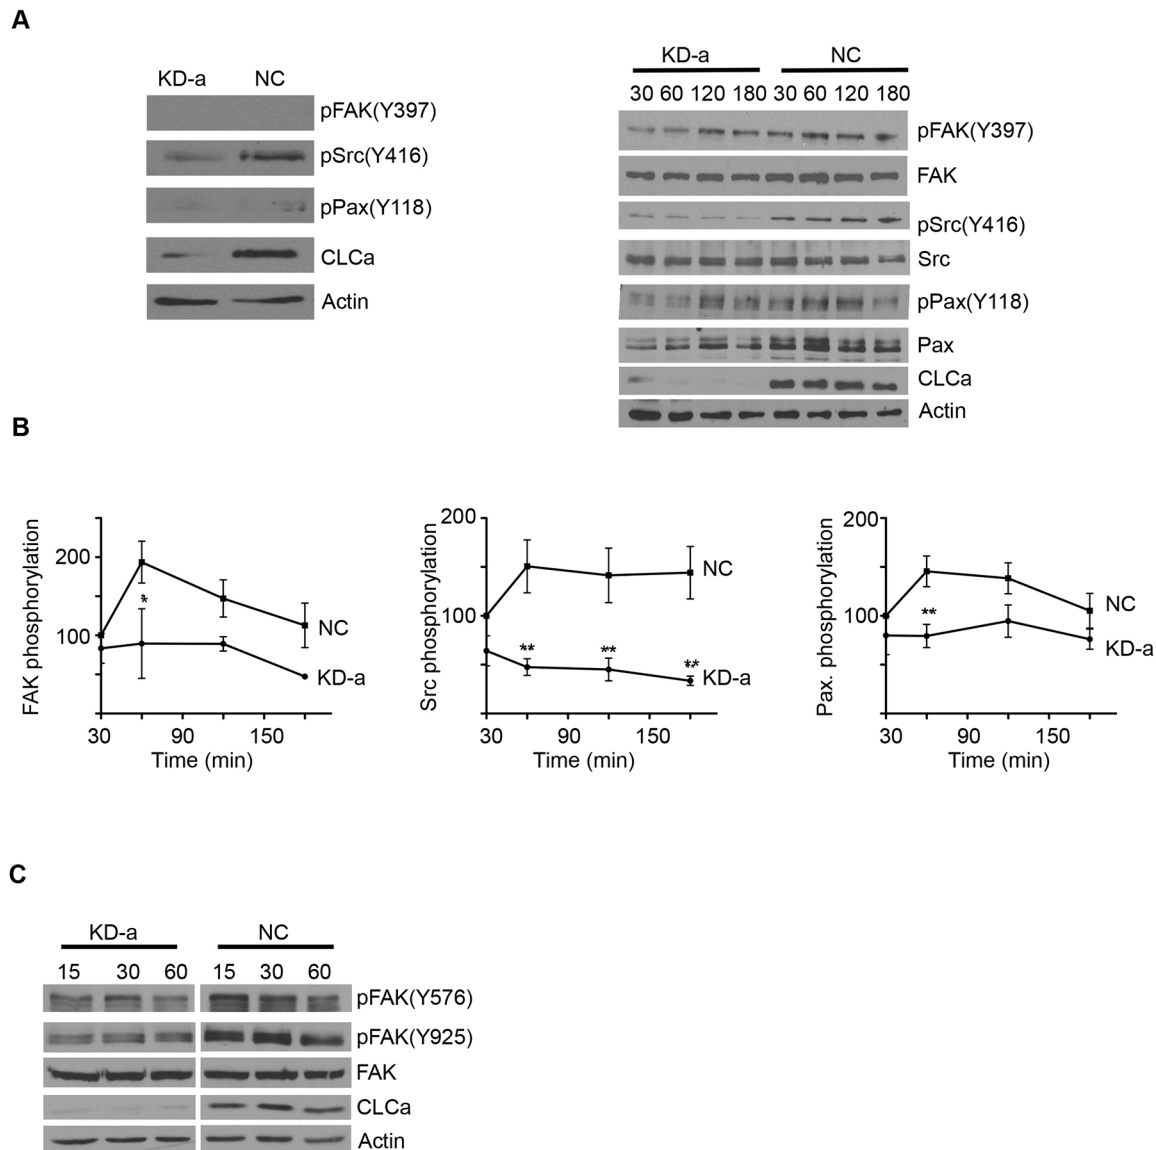 A
KD-a NC
pFAK(Y397)
pSrc(Y416)
pPax(Y118)
CLCa
Actin
KD-a NC
30 60 120 180 30 60 120 180
pFAK(Y397)
FAK
pSrc(Y416)
Src
pPax(Y118)
Pax
CLCa
Actin
B
FAK phosphorylation
200
100
*
NC
KD-a
30 90 150
Time (min)
Src phosphorylation
200
100
** ** **
NC
KD-a
30 90 150
Time (min)
Pax. phosphorylation
200
100
**
NC
KD-a
30 90 150
Time (min)
C
KD-a NC
15 30 60 15 30 60
pFAK(Y576)
pFAK(Y925)
FAK
CLCa
Actin